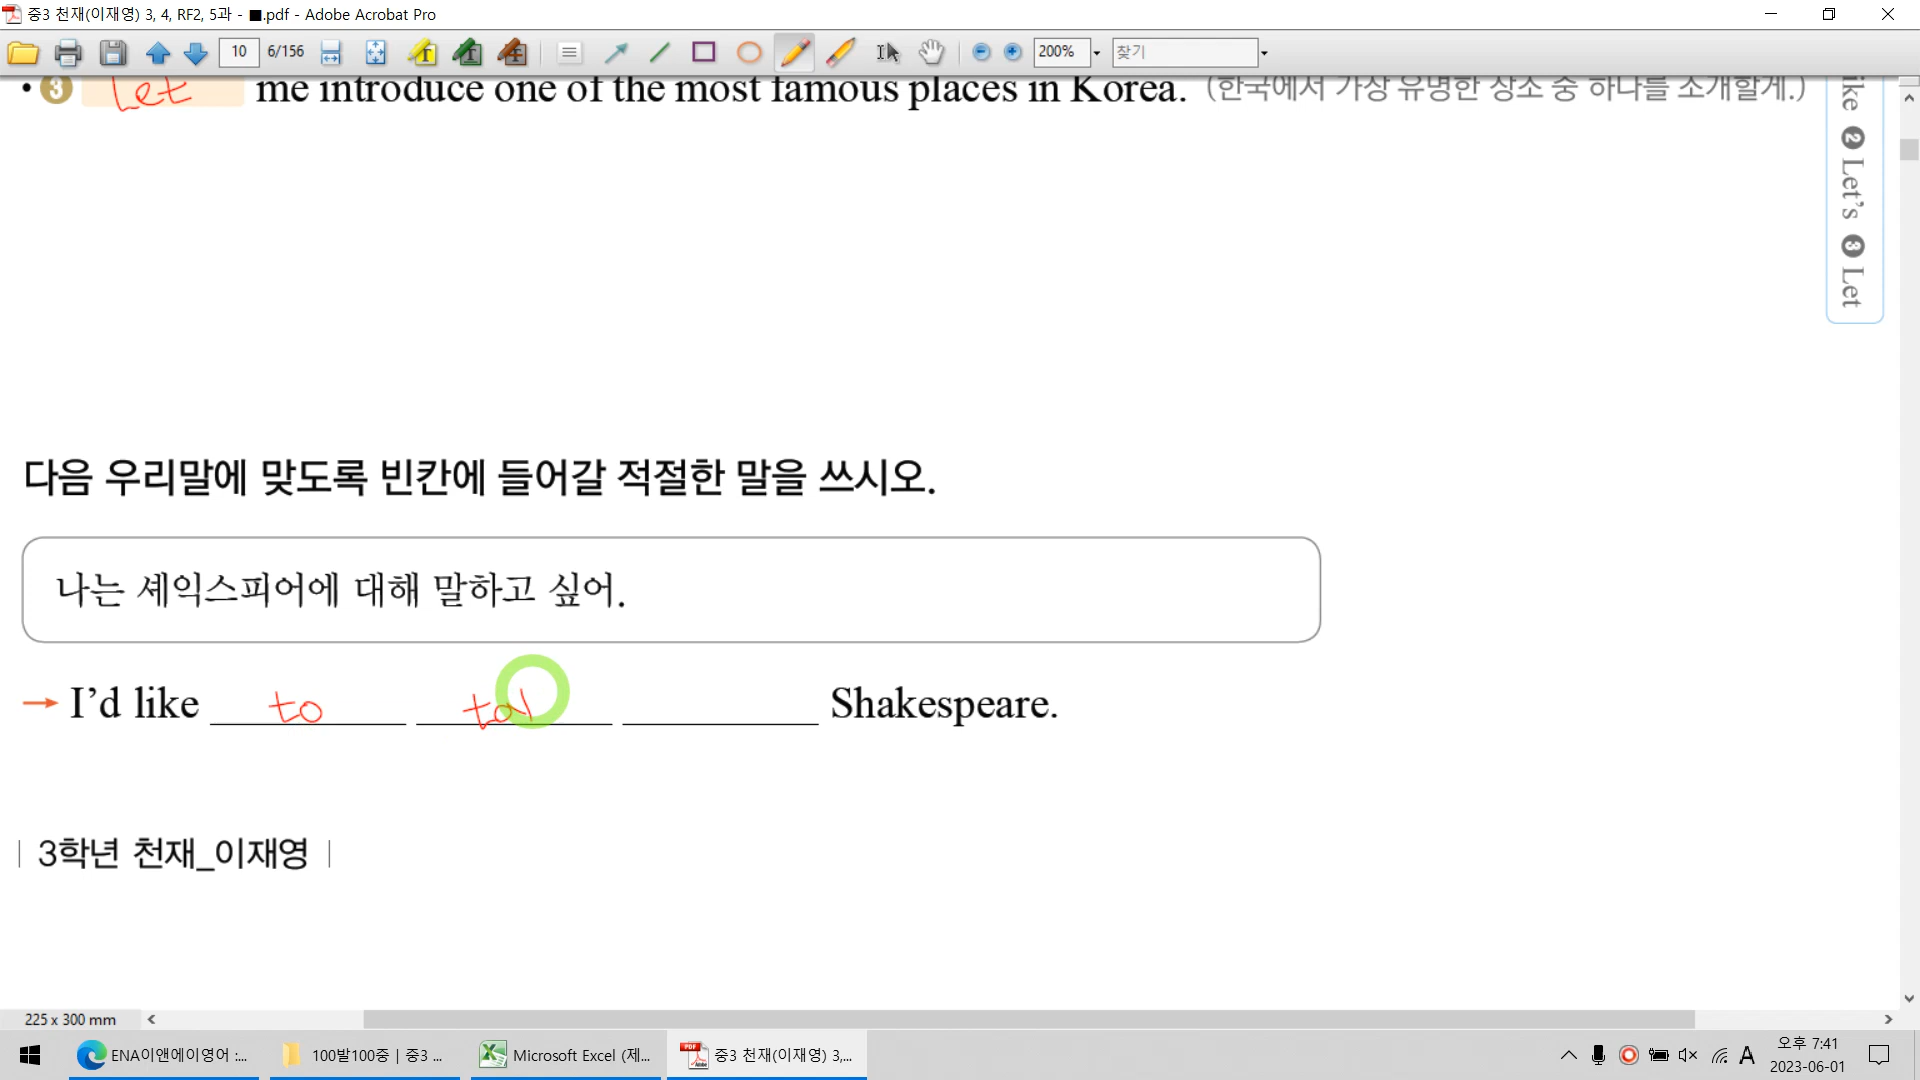 중3 천재(이재영) 3, 4, RF2, 5과 - ■.pdf - Adobe Acrobat Pro
10 6/156 200% 찾기
• 3 Let me introduce one of the most famous places in Korea. (한국에서 가장 유명한 장소 중 하나를 소개할게.)
ike ❷ Let's ❸ Let
다음 우리말에 맞도록 빈칸에 들어갈 적절한 말을 쓰시오.
나는 셰익스피어에 대해 말하고 싶어.
→ I'd like to tal Shakespeare.
| 3학년 천재_이재영 |
225 x 300 mm
ENA이앤에이영어 :... 100발100중 | 중3 ... Microsoft Excel (제... 중3 천재(이재영) 3,... A 오후 7:41
2023-06-01